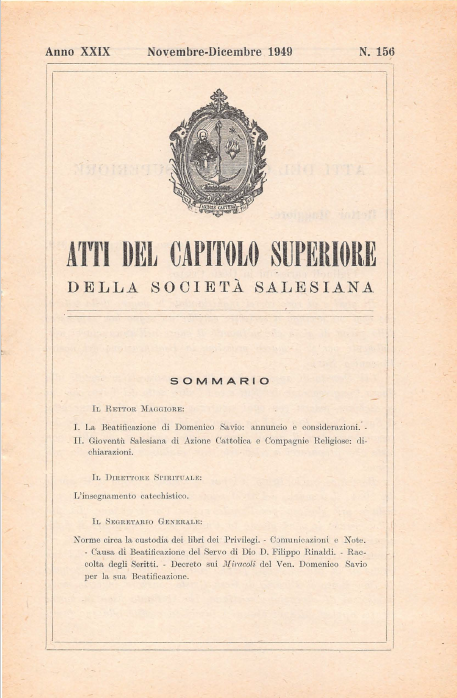 Anno XXIX Novembre-Dicembre 1949 N. 156
ATTI DEL CAPITOLO SUPERIORE
DELLA SOCIETÀ SALESIANA
SOMMARIO
IL RETTOR MAGGIORE:
I. La Beatificazione di Domenico Savio: annuncio e considerazioni. -
II. Gioventù Salesiana di Azione Cattolica e Compagnie Religiose: di-
chiarazioni.
IL DIRETTORE SPIRITUALE:
L'insegnamento catechistico.
IL SEGRETARIO GENERALE:
Norme circa la custodia dei libri dei Privilegi. - Comunicazioni e Note.
- Causa di Beatificazione del Servo di Dio D. Filippo Rinaldi. - Rac-
colta degli Scritti. - Decreto sui Miracoli del Ven. Domenico Savio
per la sua Beatificazione.